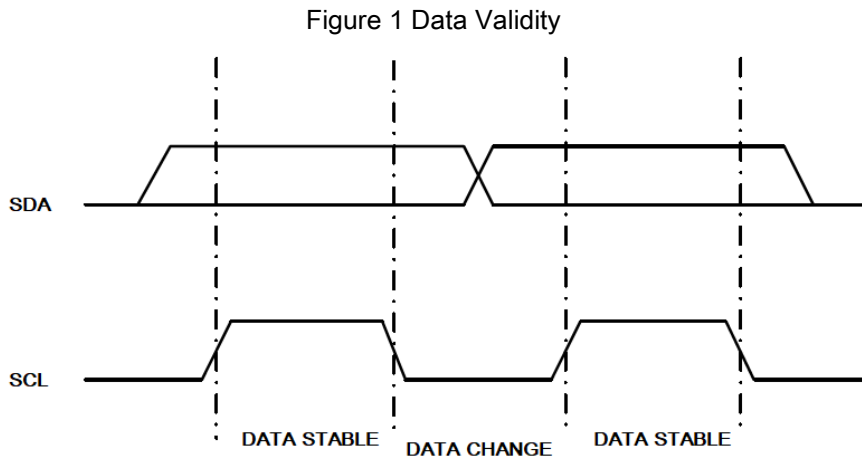 Figure 1 Data Validity
SDA
SCL
DATA STABLE
DATA CHANGE
DATA STABLE